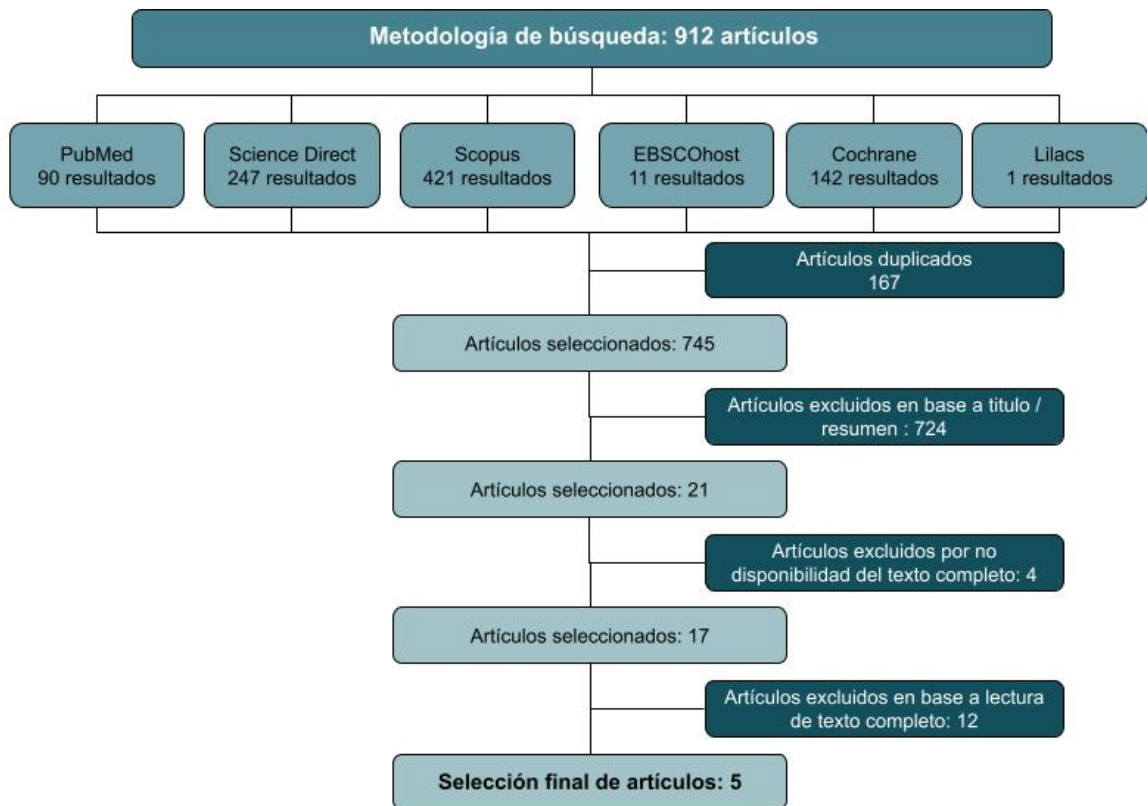 Metodología de búsqueda: 912 artículos
PubMed
90 resultados
Science Direct
247 resultados
Scopus
421 resultados
EBSCOhost
11 resultados
Cochrane
142 resultados
Lilacs
1 resultados
Artículos duplicados
167
Artículos seleccionados: 745
Artículos excluidos en base a titulo /
resumen : 724
Artículos seleccionados: 21
Artículos excluidos por no
disponibilidad del texto completo: 4
Artículos seleccionados: 17
Artículos excluidos en base a lectura
de texto completo: 12
Selección final de artículos: 5